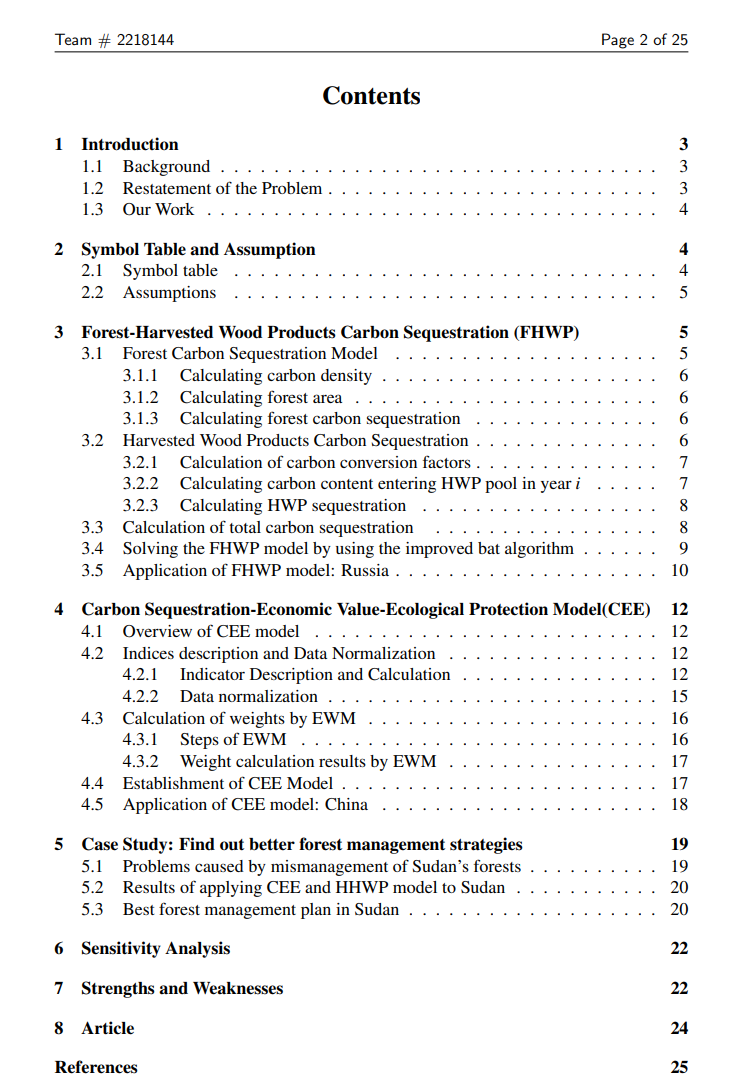 Team # 2218144 Page 2 of 25
Contents
1 Introduction 3
1.1 Background . . . . . . . . . . . . . . . . . . . . . . . . . . . . . . . . . 3
1.2 Restatement of the Problem . . . . . . . . . . . . . . . . . . . . . . . . . 3
1.3 Our Work . . . . . . . . . . . . . . . . . . . . . . . . . . . . . . . . . . 4
2 Symbol Table and Assumption 4
2.1 Symbol table . . . . . . . . . . . . . . . . . . . . . . . . . . . . . . . . 4
2.2 Assumptions . . . . . . . . . . . . . . . . . . . . . . . . . . . . . . . . 5
3 Forest-Harvested Wood Products Carbon Sequestration (FHWP) 5
3.1 Forest Carbon Sequestration Model . . . . . . . . . . . . . . . . . . . . 5
3.1.1 Calculating carbon density . . . . . . . . . . . . . . . . . . . . . 6
3.1.2 Calculating forest area . . . . . . . . . . . . . . . . . . . . . . . 6
3.1.3 Calculating forest carbon sequestration . . . . . . . . . . . . . . 6
3.2 Harvested Wood Products Carbon Sequestration . . . . . . . . . . . . . . 6
3.2.1 Calculation of carbon conversion factors . . . . . . . . . . . . . . 7
3.2.2 Calculating carbon content entering HWP pool in year i . . . . . 7
3.2.3 Calculating HWP sequestration . . . . . . . . . . . . . . . . . . 8
3.3 Calculation of total carbon sequestration . . . . . . . . . . . . . . . . . 8
3.4 Solving the FHWP model by using the improved bat algorithm . . . . . . 9
3.5 Application of FHWP model: Russia . . . . . . . . . . . . . . . . . . . . 10
4 Carbon Sequestration-Economic Value-Ecological Protection Model(CEE) 12
4.1 Overview of CEE model . . . . . . . . . . . . . . . . . . . . . . . . . . 12
4.2 Indices description and Data Normalization . . . . . . . . . . . . . . . . 12
4.2.1 Indicator Description and Calculation . . . . . . . . . . . . . . . 12
4.2.2 Data normalization . . . . . . . . . . . . . . . . . . . . . . . . . 15
4.3 Calculation of weights by EWM . . . . . . . . . . . . . . . . . . . . . . 16
4.3.1 Steps of EWM . . . . . . . . . . . . . . . . . . . . . . . . . . . 16
4.3.2 Weight calculation results by EWM . . . . . . . . . . . . . . . . 17
4.4 Establishment of CEE Model . . . . . . . . . . . . . . . . . . . . . . . . 17
4.5 Application of CEE model: China . . . . . . . . . . . . . . . . . . . . . 18
5 Case Study: Find out better forest management strategies 19
5.1 Problems caused by mismanagement of Sudan's forests . . . . . . . . . . 19
5.2 Results of applying CEE and HHWP model to Sudan . . . . . . . . . . . 20
5.3 Best forest management plan in Sudan . . . . . . . . . . . . . . . . . . . 20
6 Sensitivity Analysis 22
7 Strengths and Weaknesses 22
8 Article 24
References 25